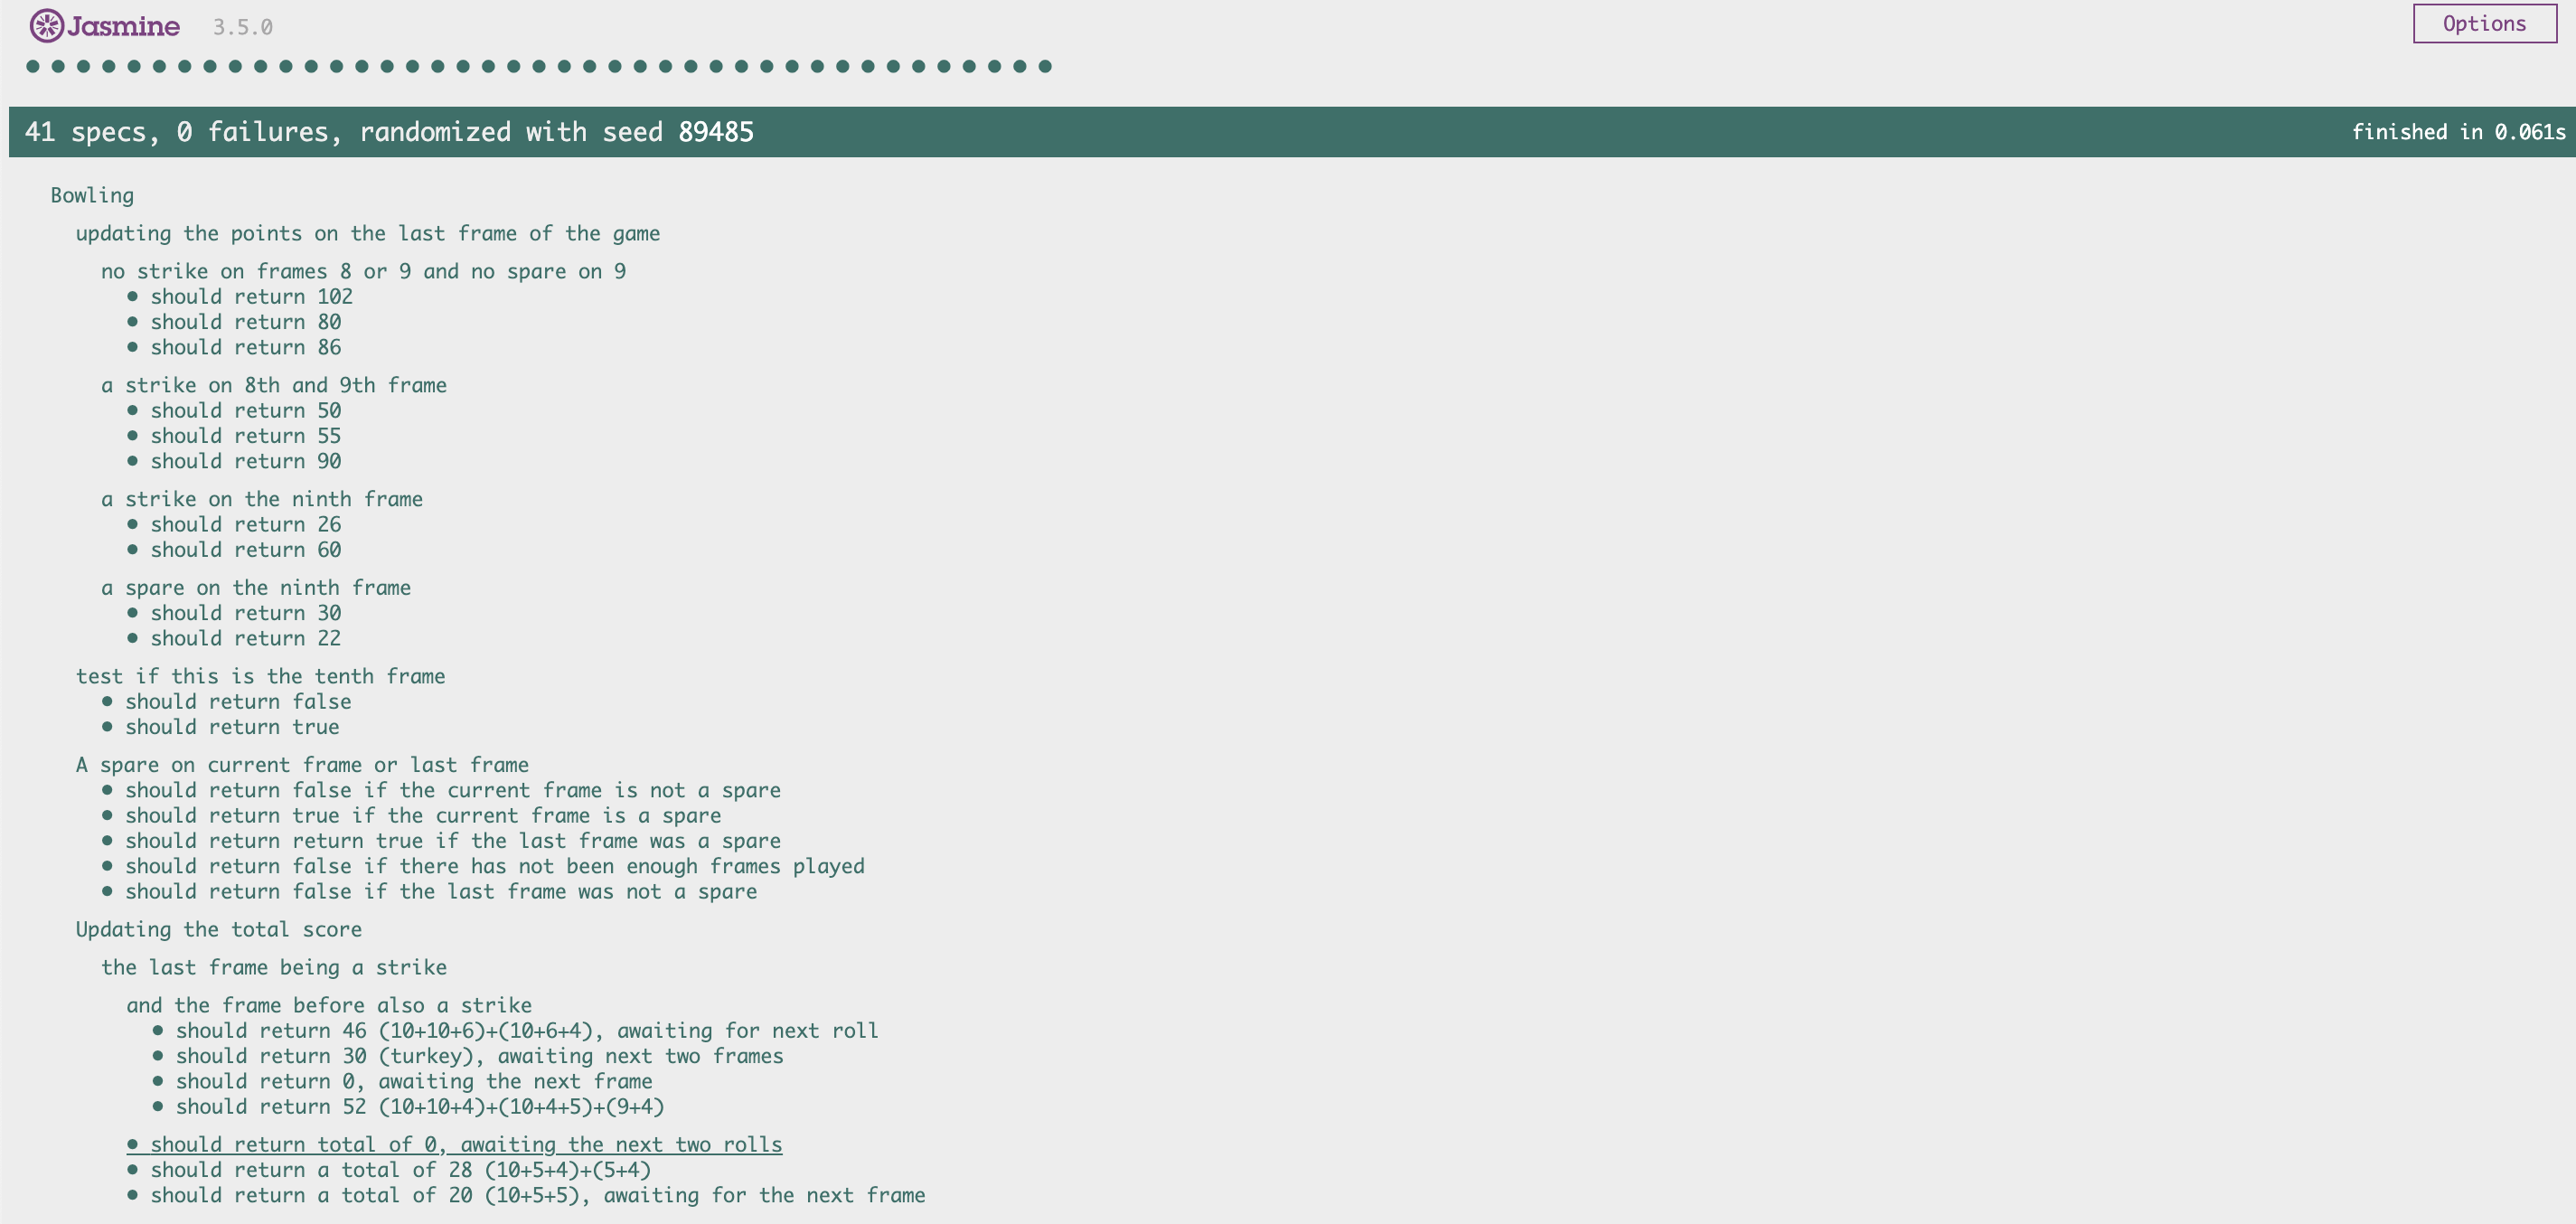 Jasmine 3.5.0 Options
41 specs, 0 failures, randomized with seed 89485 finished in 0.061s
Bowling
updating the points on the last frame of the game
no strike on frames 8 or 9 and no spare on 9
• should return 102
• should return 80
• should return 86
a strike on 8th and 9th frame
• should return 50
• should return 55
• should return 90
a strike on the ninth frame
• should return 26
• should return 60
a spare on the ninth frame
• should return 30
• should return 22
test if this is the tenth frame
• should return false
• should return true
A spare on current frame or last frame
• should return false if the current frame is not a spare
• should return true if the current frame is a spare
• should return return true if the last frame was a spare
• should return false if there has not been enough frames played
• should return false if the last frame was not a spare
Updating the total score
the last frame being a strike
and the frame before also a strike
• should return 46 (10+10+6)+(10+6+4), awaiting for next roll
• should return 30 (turkey), awaiting next two frames
• should return 0, awaiting the next frame
• should return 52 (10+10+4)+(10+4+5)+(9+4)
• should return total of 0, awaiting the next two rolls
• should return a total of 28 (10+5+4)+(5+4)
• should return a total of 20 (10+5+5), awaiting for the next frame